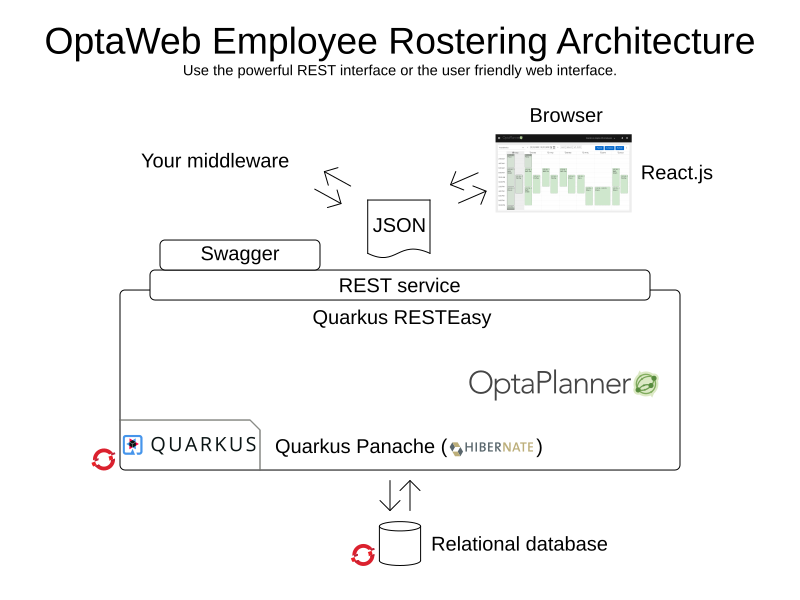 OptaWeb Employee Rostering Architecture
Use the powerful REST interface or the user friendly web interface.
Browser
Your middleware
React.js
JSON
Swagger
REST service
Quarkus RESTEasy
OptaPlanner
QUARKUS
Quarkus Panache (HIBERNATE)
Relational database